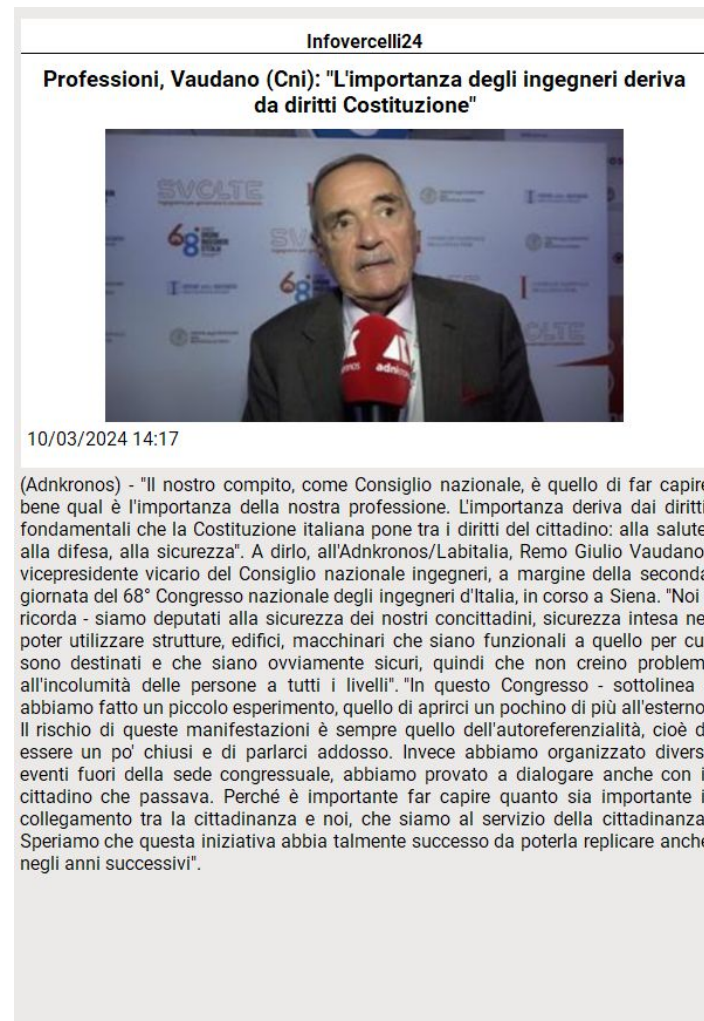 Infovercelli24
Professioni, Vaudano (Cni): "L'importanza degli ingegneri deriva
da diritti Costituzione"
SVOLTE
68
SV
68
OLTE
adnkronos
10/03/2024 14:17
(Adnkronos) - "Il nostro compito, come Consiglio nazionale, è quello di far capire
bene qual è l'importanza della nostra professione. L'importanza deriva dai diritti
fondamentali che la Costituzione italiana pone tra i diritti del cittadino: alla salute
alla difesa, alla sicurezza". A dirlo, all'Adnkronos/Labitalia, Remo Giulio Vaudano
vicepresidente vicario del Consiglio nazionale ingegneri, a margine della seconda
giornata del 68° Congresso nazionale degli ingegneri d'Italia, in corso a Siena. "Noi
ricorda - siamo deputati alla sicurezza dei nostri concittadini, sicurezza intesa ne
poter utilizzare strutture, edifici, macchinari che siano funzionali a quello per cu
sono destinati e che siano ovviamente sicuri, quindi che non creino problem
all'incolumità delle persone a tutti i livelli". "In questo Congresso - sottolinea
abbiamo fatto un piccolo esperimento, quello di aprirci un pochino di più all'esterno
Il rischio di queste manifestazioni è sempre quello dell'autoreferenzialità, cioè d
essere un po' chiusi e di parlarci addosso. Invece abbiamo organizzato divers
eventi fuori della sede congressuale, abbiamo provato a dialogare anche con i
cittadino che passava. Perché è importante far capire quanto sia importante i
collegamento tra la cittadinanza e noi, che siamo al servizio della cittadinanza
Speriamo che questa iniziativa abbia talmente successo da poterla replicare anche
negli anni successivi".